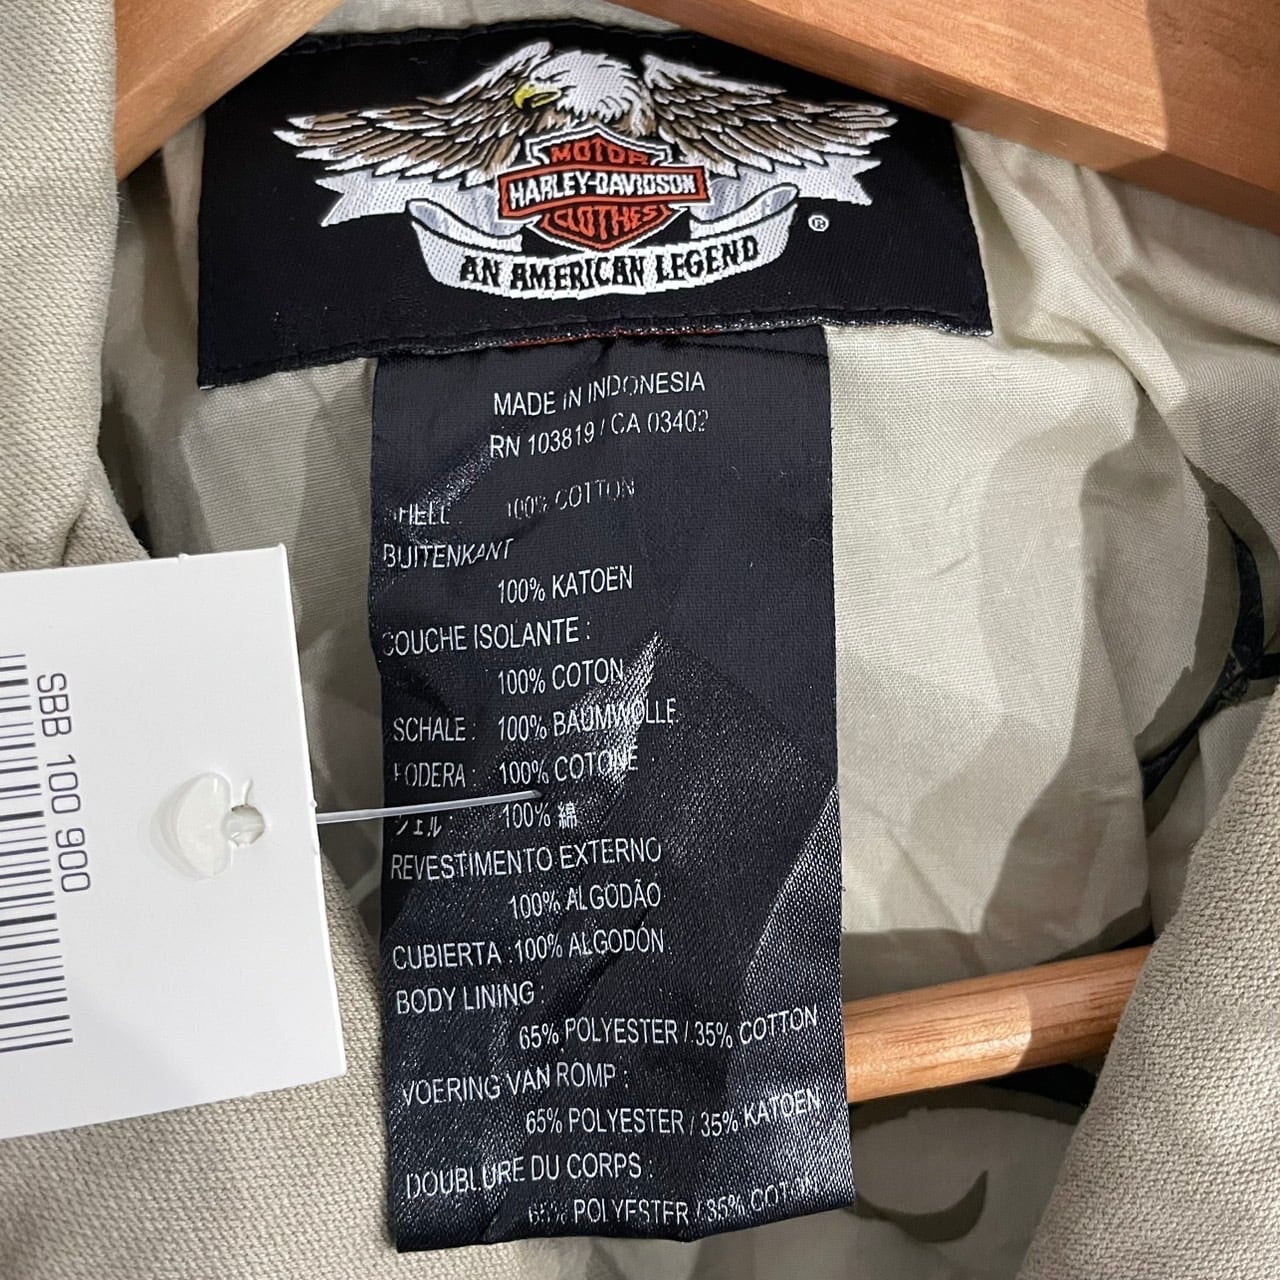 MOTOR
HARLEY-DAVIDSON
CLOTHES
®
AN AMERICAN LEGEND
MADE IN INDONESIA
RN 103819 / CA 03402
SHELL : 100% COTTON
BUITENKANT
100% KATOEN
COUCHE ISOLANTE :
100% COTON
SCHALE : 100% BAUMWOLLE
FODERA : 100% COTONE
シェル : 100% 綿
REVESTIMENTO EXTERNO
100% ALGODÃO
CUBIERTA : 100% ALGODÓN
BODY LINING :
65% POLYESTER / 35% COTTON
VOERING VAN ROMP :
65% POLYESTER / 35% KATOEN
DOUBLURE DU CORPS :
65% POLYESTER / 35% COTON
SBB 100 900